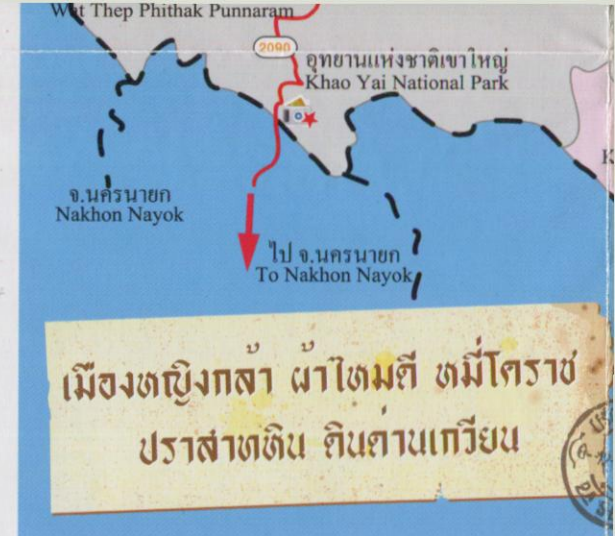 Wat Thep Phithak Punnaram
2090
อุทยานแห่งชาติเขาใหญ่
Khao Yai National Park
จ.นครนายก
Nakhon Nayok
ไป จ.นครนายก
To Nakhon Nayok
เมืองหญิงกล้า ผ้าไหมดี หมี่โคราช
ปราสาทหิน ดินด่านเกวียน